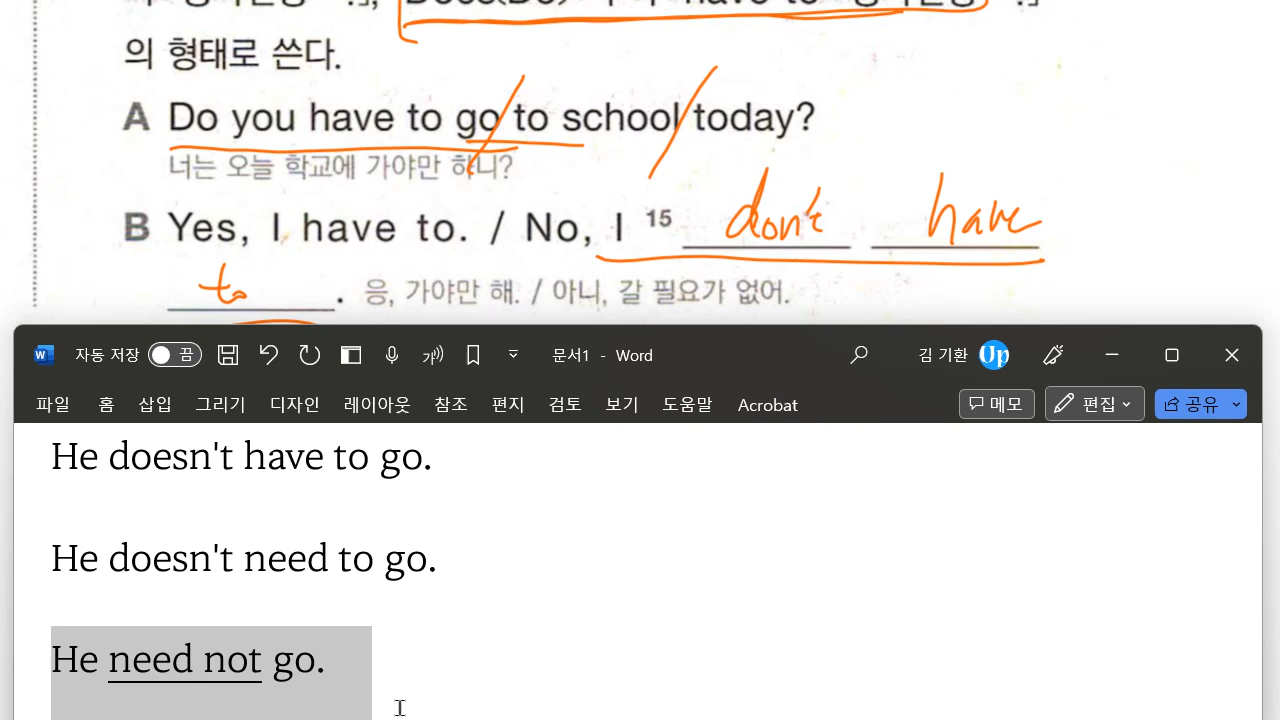 의 형태로 쓴다.
A Do you have to go to school today?
너는 오늘 학교에 가야만 하니?
B Yes, I have to. / No, I 15 don't have
to. 응, 가야만 해. / 아니, 갈 필요가 없어.
자동 저장 끔 가)) 문서1 - Word 김 기환 Up
파일 홈 삽입 그리기 디자인 레이아웃 참조 편지 검토 보기 도움말 Acrobat 메모 편집 공유
He doesn't have to go.
He doesn't need to go.
He need not go.